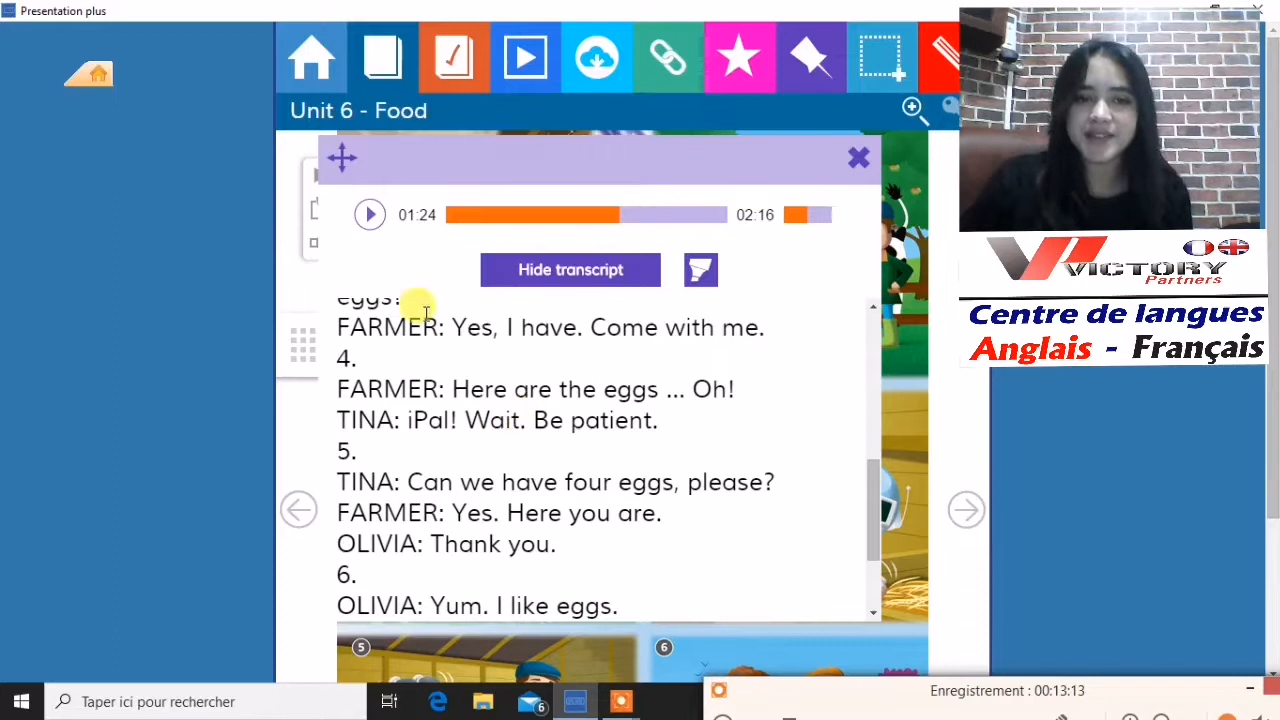 Presentation plus
Unit 6 - Food
01:24
02:16
Hide transcript
eggs?
FARMER: Yes, I have. Come with me.
4.
FARMER: Here are the eggs ... Oh!
TINA: iPal! Wait. Be patient.
5.
TINA: Can we have four eggs, please?
FARMER: Yes. Here you are.
OLIVIA: Thank you.
6.
OLIVIA: Yum. I like eggs.
5
6
VP VICTORY
Partners
Centre de langues
Anglais - Français
Taper ici pour rechercher
6
Enregistrement : 00:13:13